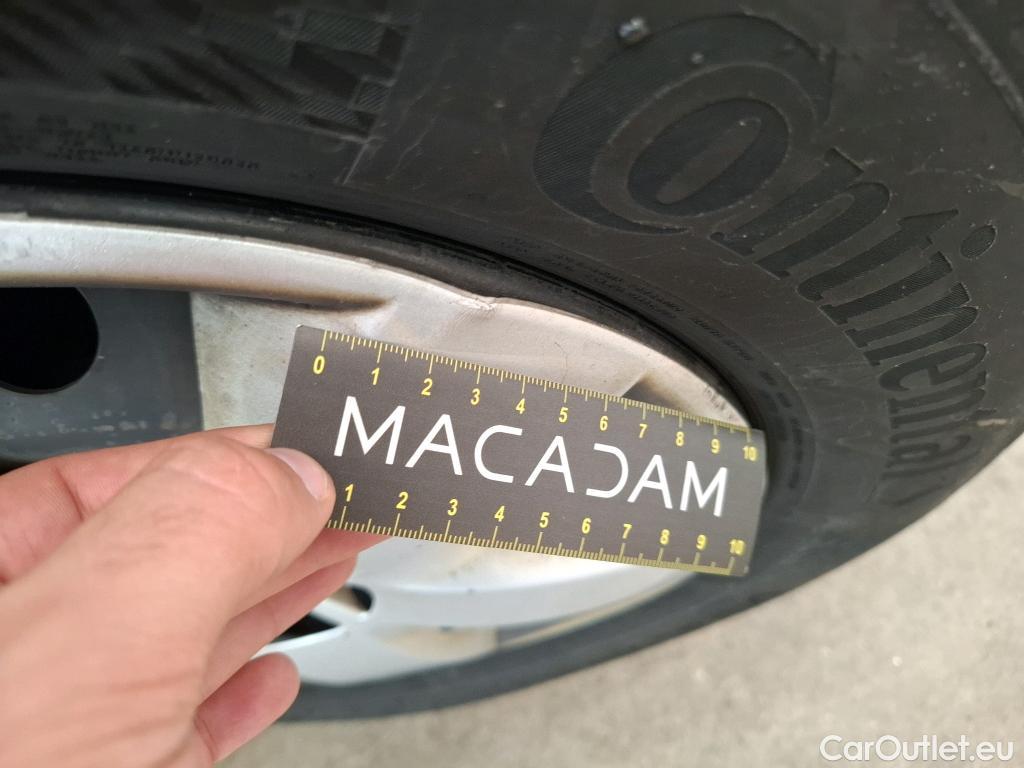 Continental
0 1 2 3 4 5 6 7 8 9 10
MACADAM
1 2 3 4 5 6 7 8 9 10
CarOutlet.eu